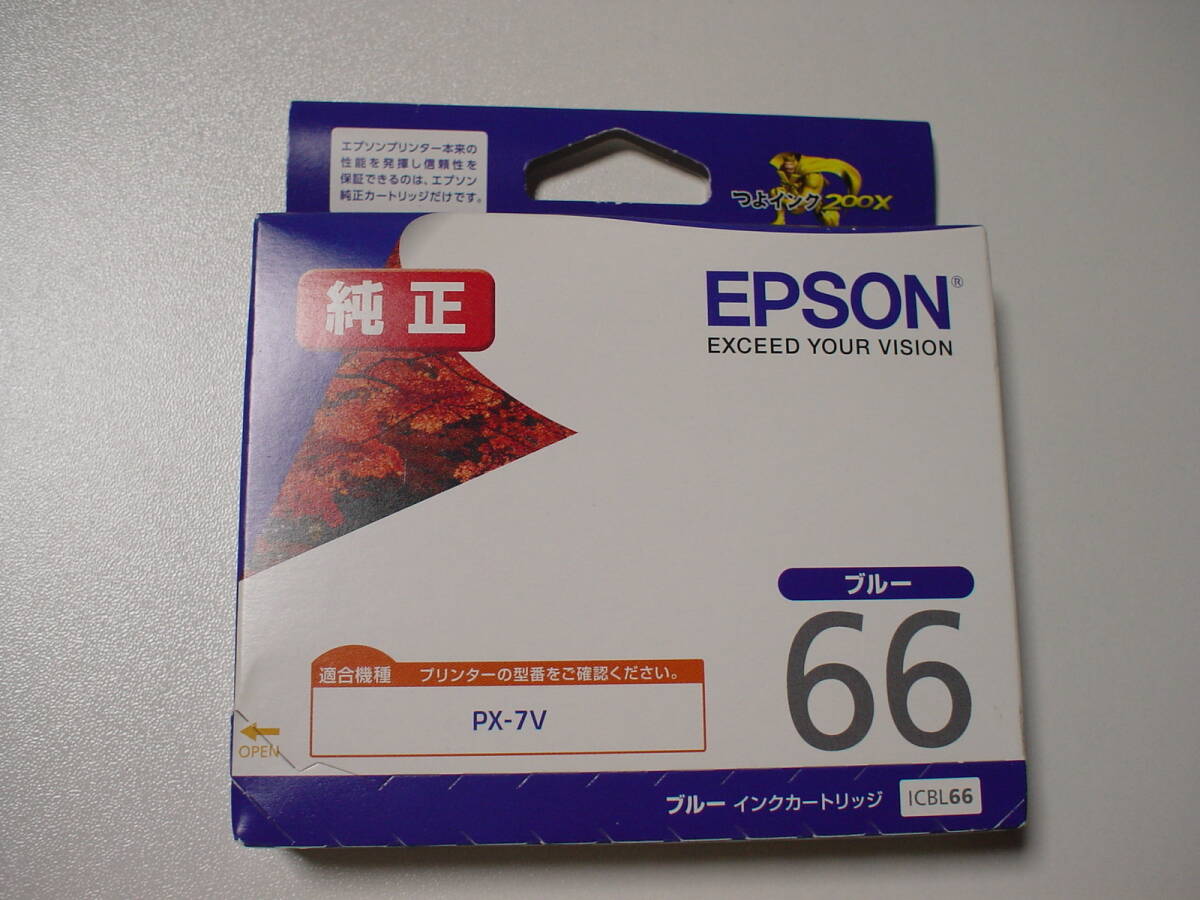 エプソンプリンター本来の
性能を発揮し信頼性を
保証できるのは、エプソン
純正カートリッジだけです。
つよインク200X
純正
EPSON®
EXCEED YOUR VISION
ブルー
66
適合機種 プリンターの型番をご確認ください。
PX-7V
OPEN
ブルー インクカートリッジ ICBL66